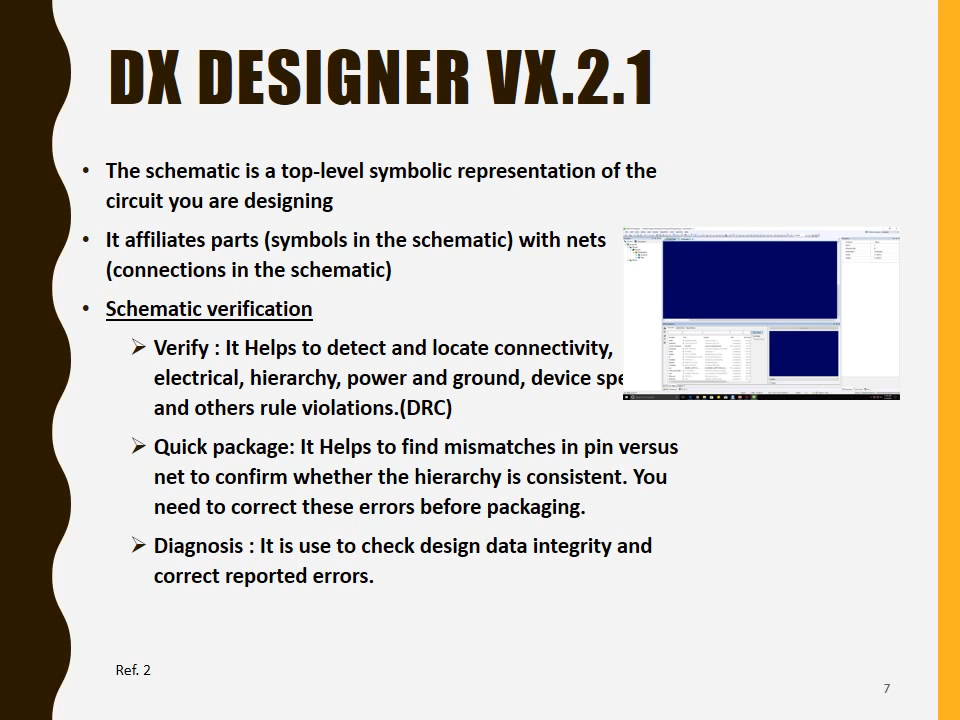 DX DESIGNER VX.2.1
• The schematic is a top-level symbolic representation of the
circuit you are designing
• It affiliates parts (symbols in the schematic) with nets
(connections in the schematic)
• Schematic verification
➢ Verify : It Helps to detect and locate connectivity,
electrical, hierarchy, power and ground, device
and others rule violations.(DRC)
➢ Quick package: It Helps to find mismatches in pin versus
net to confirm whether the hierarchy is consistent. You
need to correct these errors before packaging.
➢ Diagnosis : It is use to check design data integrity and
correct reported errors.
Ref. 2
7